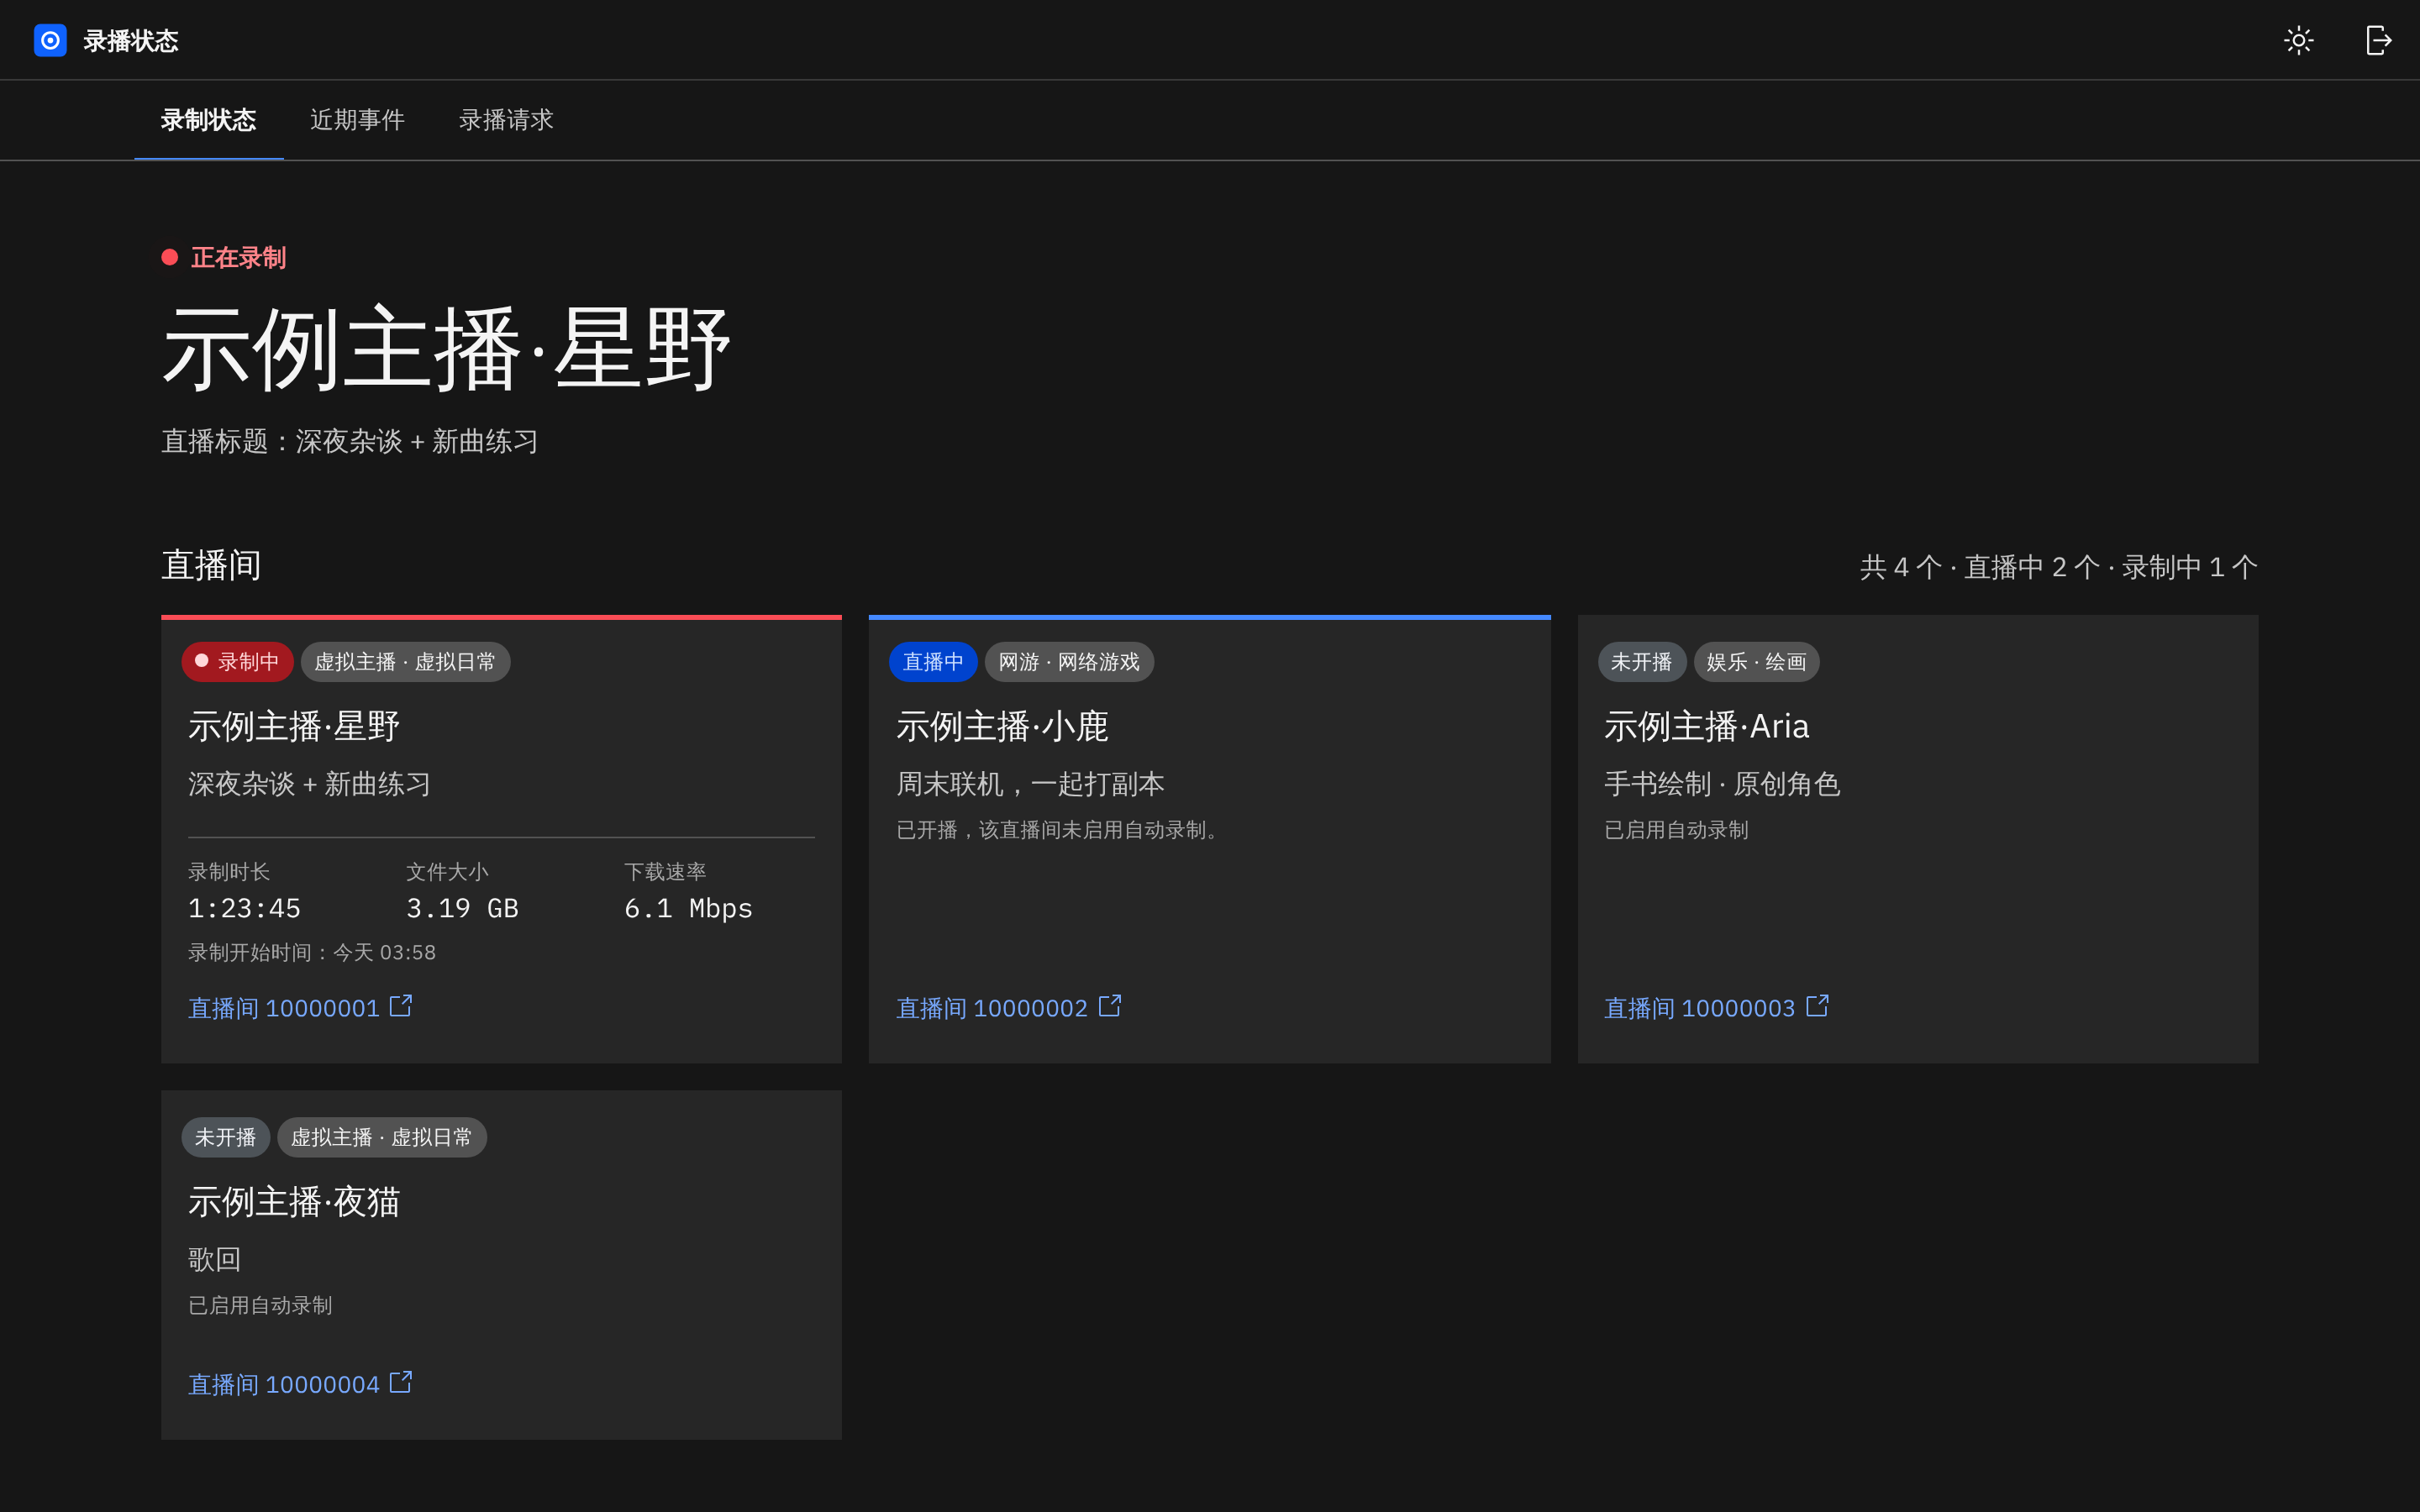 录播状态
录制状态 近期事件 录播请求
正在录制
示例主播·星野
直播标题：深夜杂谈 + 新曲练习
直播间
共 4 个 · 直播中 2 个 · 录制中 1 个
录制中 虚拟主播 · 虚拟日常
示例主播·星野
深夜杂谈 + 新曲练习
录制时长 文件大小 下载速率
1:23:45 3.19 GB 6.1 Mbps
录制开始时间：今天 03:58
直播间 10000001
直播中 网游 · 网络游戏
示例主播·小鹿
周末联机，一起打副本
已开播，该直播间未启用自动录制。
直播间 10000002
未开播 娱乐 · 绘画
示例主播·Aria
手书绘制 · 原创角色
已启用自动录制
直播间 10000003
未开播 虚拟主播 · 虚拟日常
示例主播·夜猫
歌回
已启用自动录制
直播间 10000004